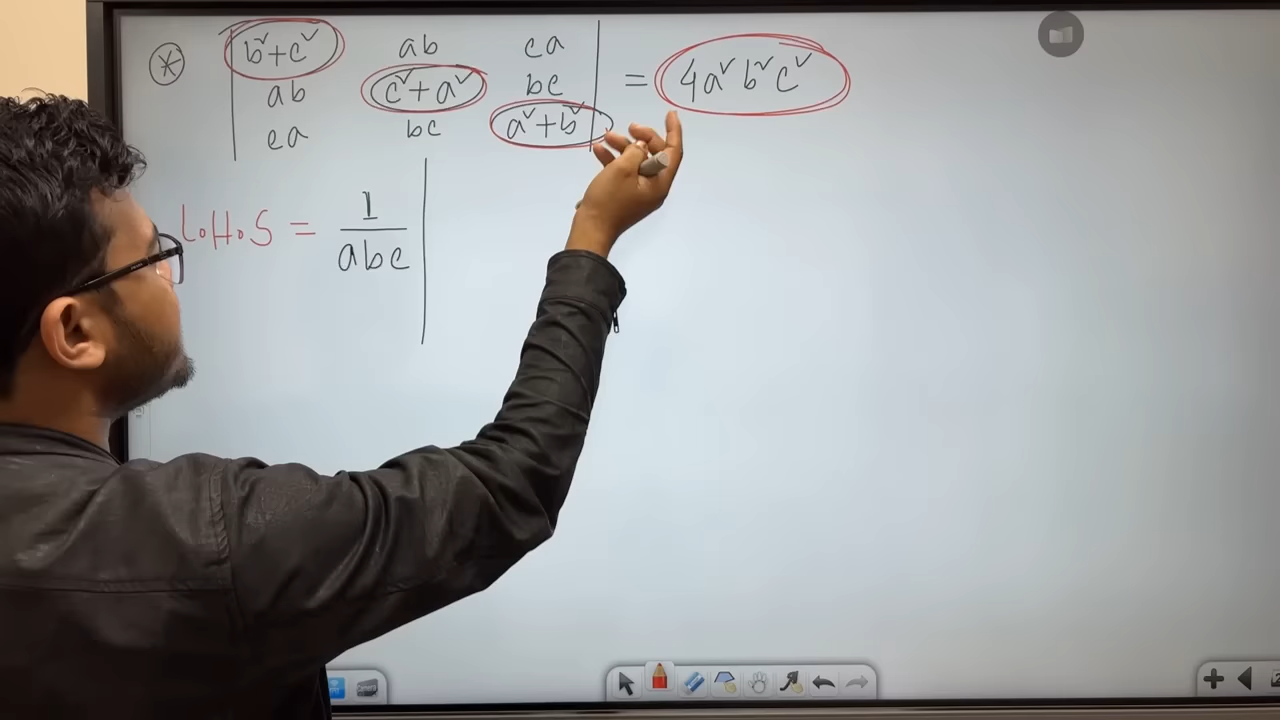 * | b²+c² ab ca |
| ab c²+a² bc | = 4a²b²c²
| ca bc a²+b² |
L.H.S = 1/abc |